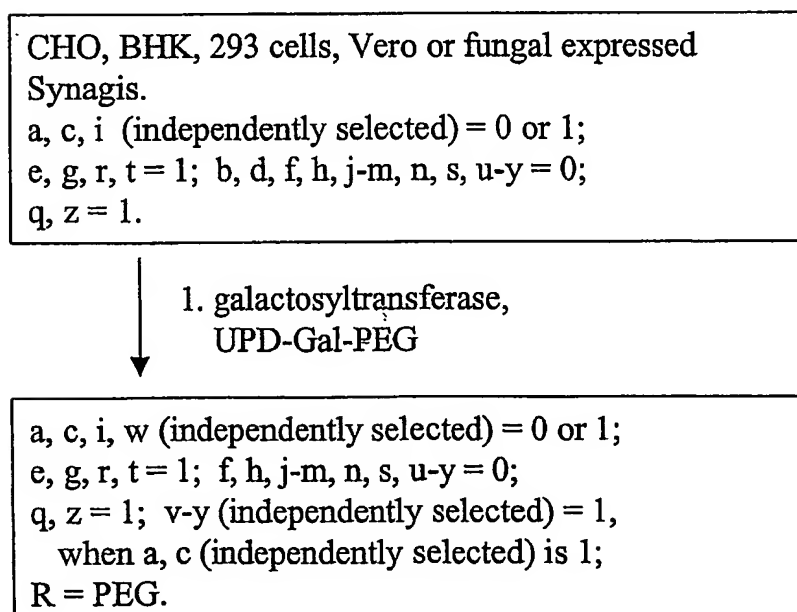 CHO, BHK, 293 cells, Vero or fungal expressed
Synagis.
a, c, i (independently selected) = 0 or 1;
e, g, r, t = 1; b, d, f, h, j-m, n, s, u-y = 0;
q, z = 1.
1. galactosyltransferase,
UPD-Gal-PEG
a, c, i, w (independently selected) = 0 or 1;
e, g, r, t = 1; f, h, j-m, n, s, u-y = 0;
q, z = 1; v-y (independently selected) = 1,
when a, c (independently selected) is 1;
R = PEG.